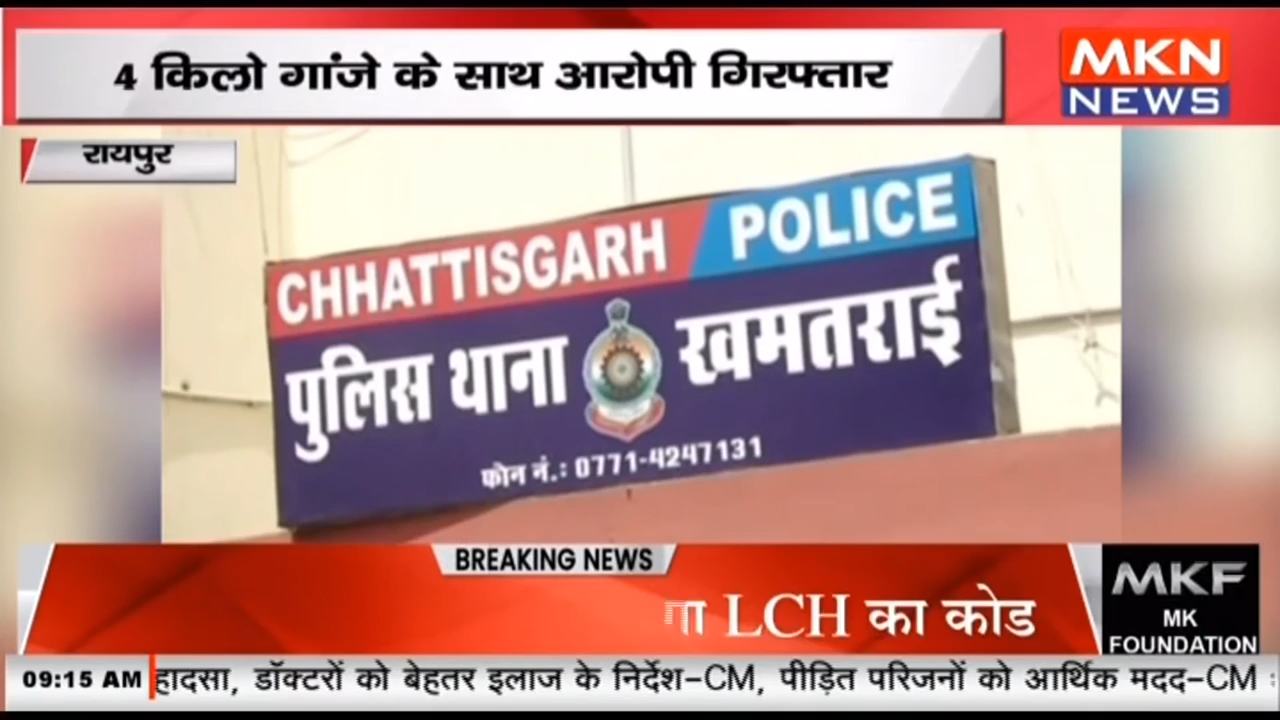 4 किलो गांजे के साथ आरोपी गिरफ्तार
MKN
NEWS
रायपुर
CHHATTISGARH POLICE
पुलिस थाना खमतराई
फोन नं.: 0771-4247131
BREAKING NEWS
LCH का कोड
MKF
MK
FOUNDATION
09:15 AM हादसा, डॉक्टरों को बेहतर इलाज के निर्देश-CM, पीड़ित परिजनों को आर्थिक मदद-CM